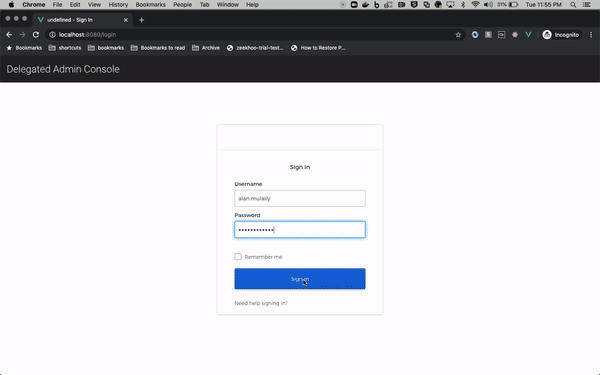 Chrome File Edit View History Bookmarks People Tab Window Help 31% Tue 11:55 PM
undefined - Sign In
localhost:8080/login Incognito
Bookmarks shortcuts bookmarks Bookmarks to read Archive zeekhoo-trial-test... How to Restore P...
Delegated Admin Console
Sign In
Username
alan.mulally
Password
••••••••••••
Remember me
Sign In
Need help signing in?